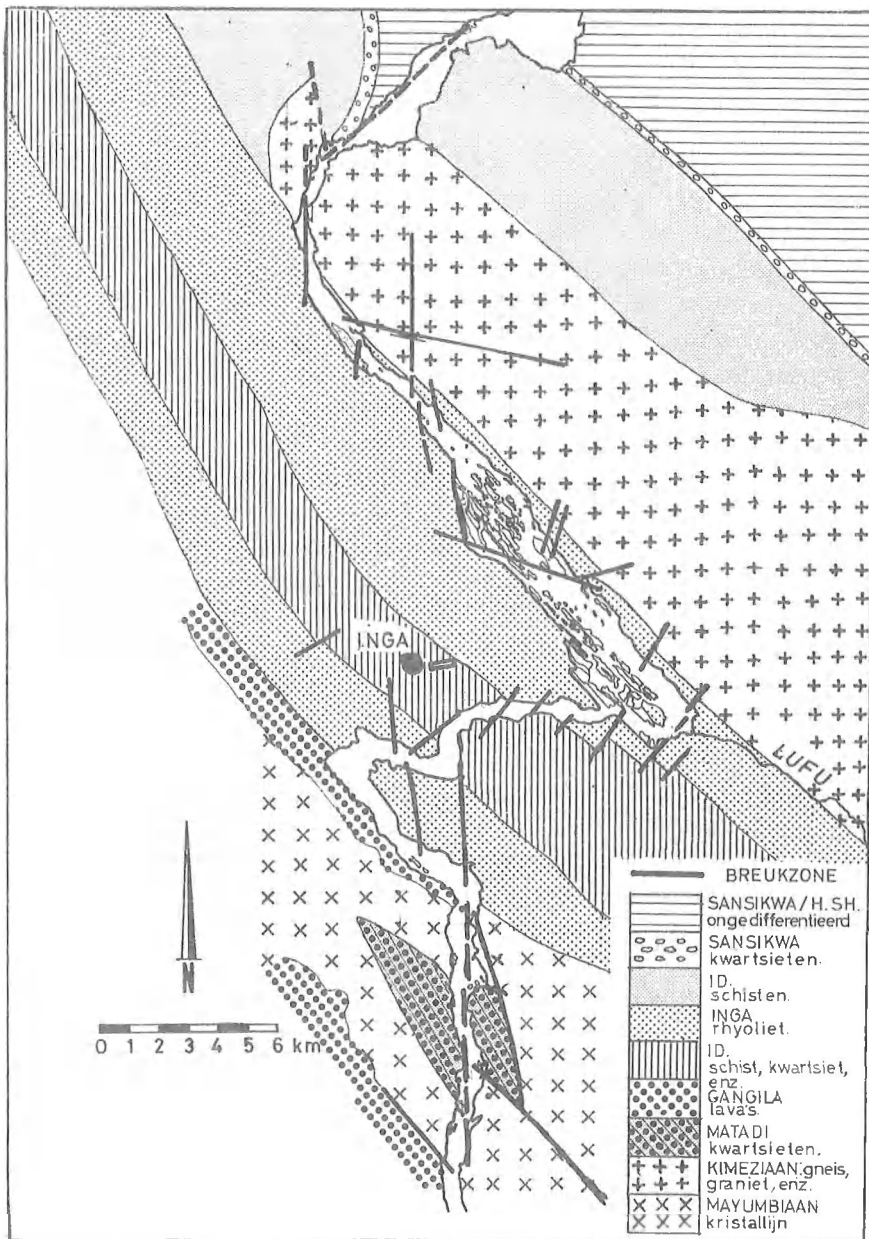 INGA
LUFU
N
0 1 2 3 4 5 6 km
BREUKZONE
SANSIKWA / H. SH.
ongedifferentieerd
SANSIKWA
kwartsieten.
ID.
schisten.
INGA
rhyoliet.
ID.
schist, kwartsiet,
enz.
GANGILA
lava's.
MATADI
kwartsieten.
KIMEZIAAN: gneis,
graniet, enz.
MAYUMBIAAN
kristallijn